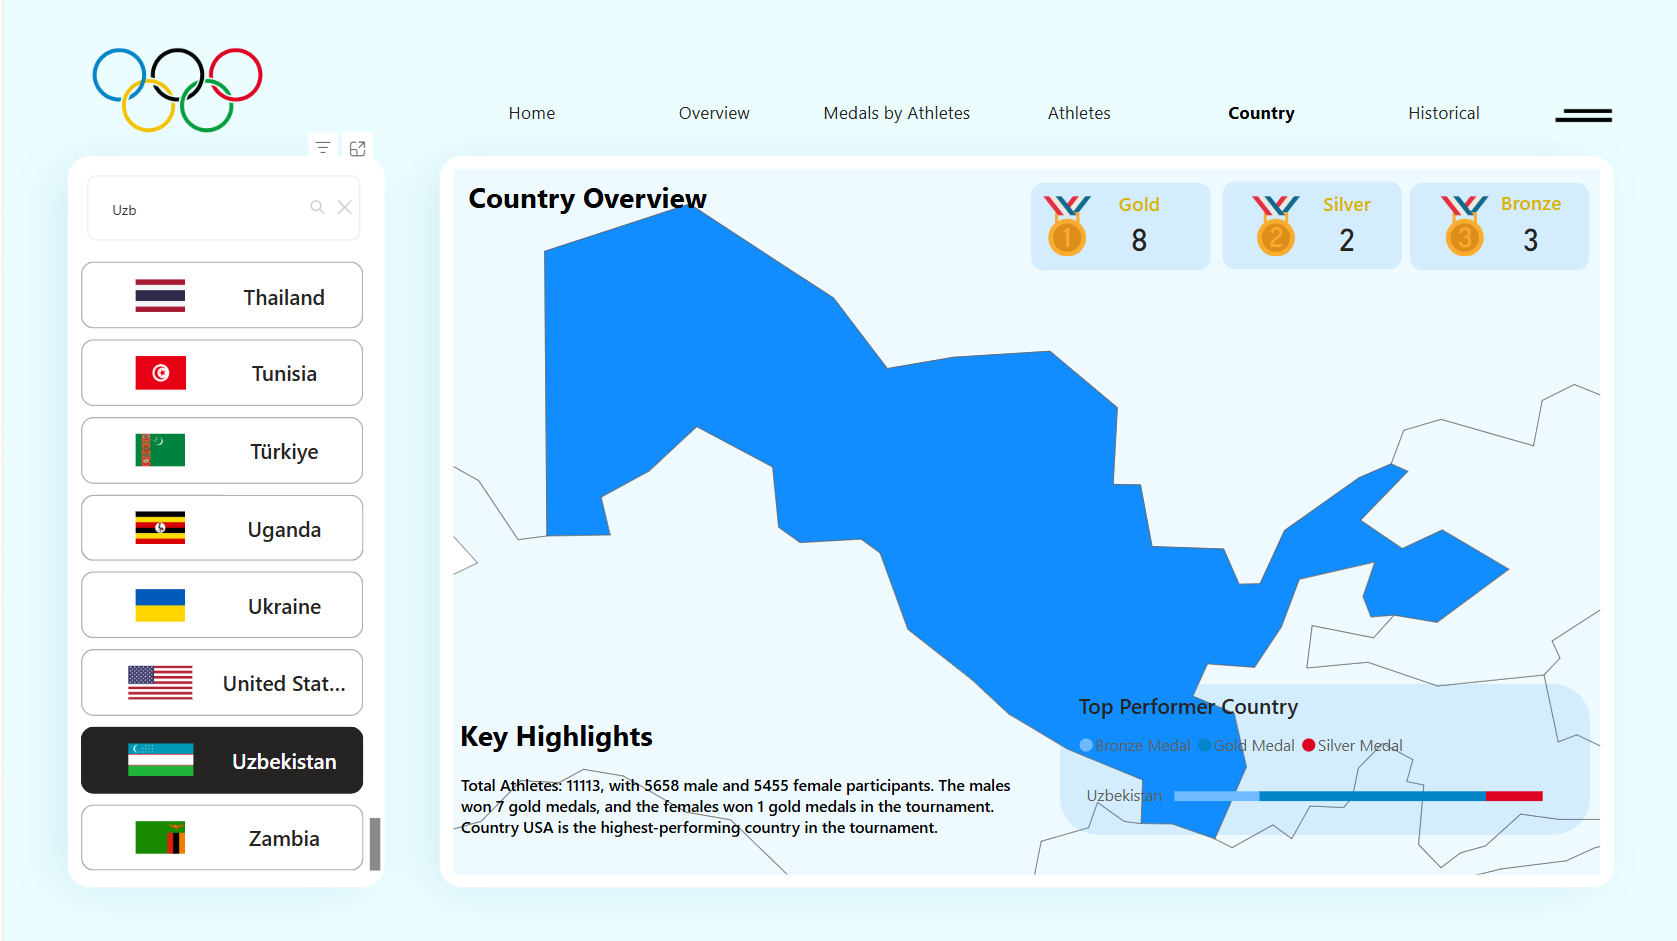 Home
Overview
Medals by Athletes
Athletes
Country
Historical
Uzb
Thailand
Tunisia
Türkiye
Uganda
Ukraine
United Stat...
Uzbekistan
Zambia
Country Overview
Gold
8
Silver
2
Bronze
3
1
2
3
Key Highlights
Total Athletes: 11113, with 5658 male and 5455 female participants. The males
won 7 gold medals, and the females won 1 gold medals in the tournament.
Country USA is the highest-performing country in the tournament.
Top Performer Country
Bronze Medal
Gold Medal
Silver Medal
Uzbekistan